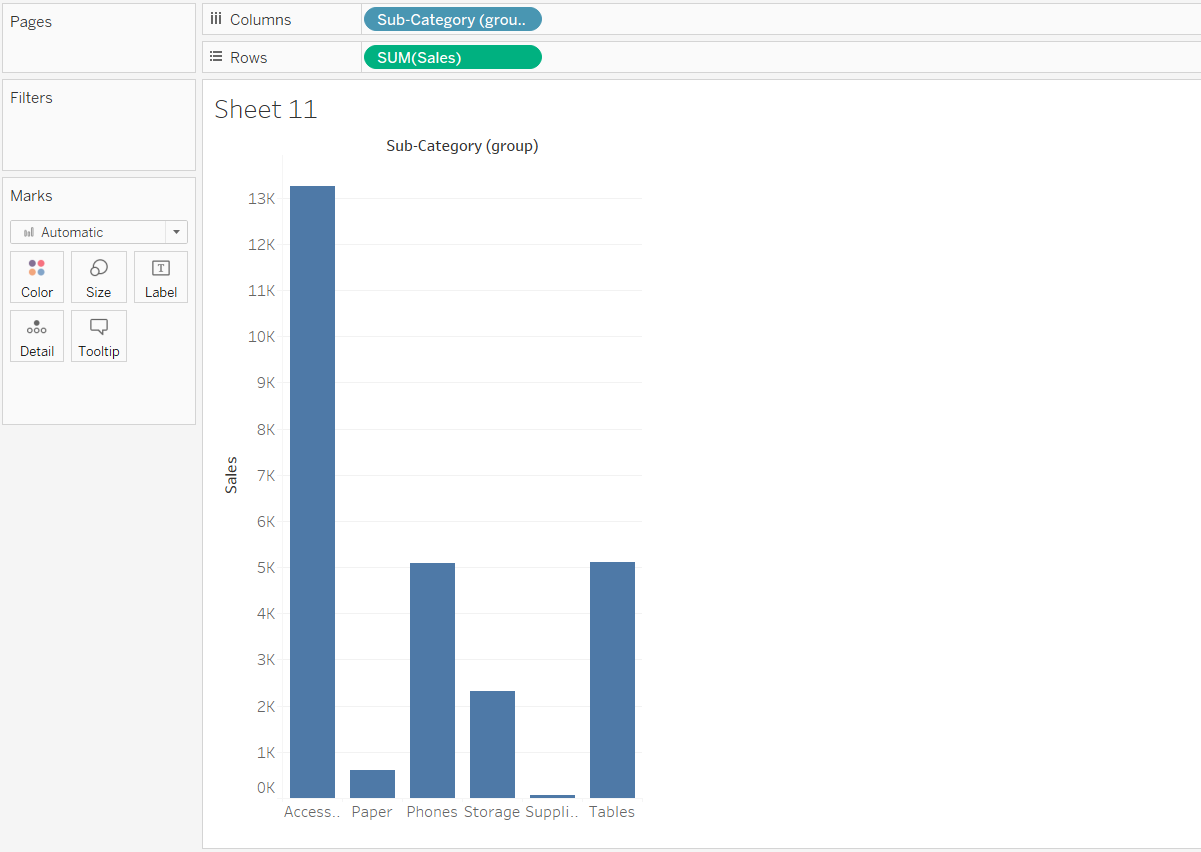 Pages
Columns
Sub-Category (grou..
Rows
SUM(Sales)
Filters
Marks
Automatic
Color
Size
Label
Detail
Tooltip
Sheet 11
Sub-Category (group)
Sales
13K
12K
11K
10K
9K
8K
7K
6K
5K
4K
3K
2K
1K
0K
Access.. Paper Phones Storage Suppli.. Tables